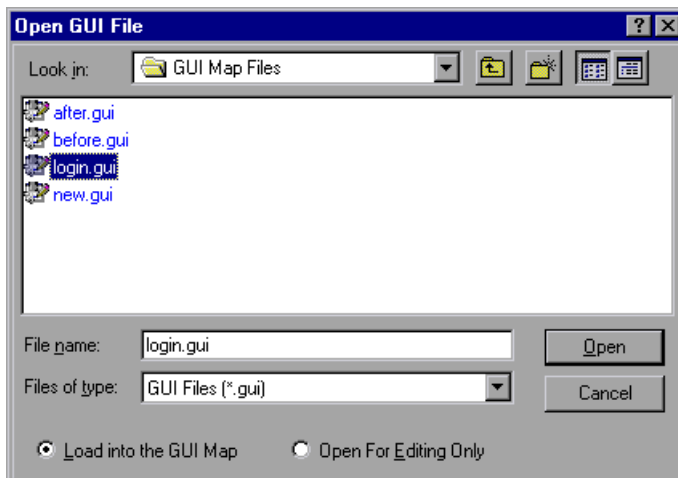 Open GUI File
Look in: GUI Map Files
after.gui
before.gui
login.gui
new.gui
File name: login.gui Open
Files of type: GUI Files (*.gui) Cancel
Load into the GUI Map Open For Editing Only